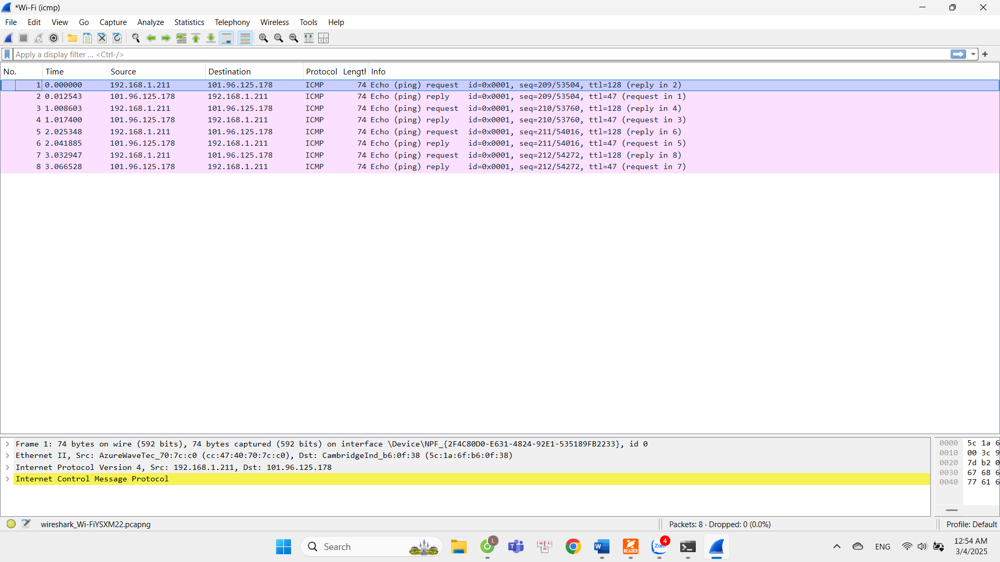 *Wi-Fi (icmp)
File Edit View Go Capture Analyze Statistics Telephony Wireless Tools Help
Apply a display filter … <Ctrl-/>
No. Time Source Destination Protocol Length Info
1 0.000000 192.168.1.211 101.96.125.178 ICMP 74 Echo (ping) request id=0x0001, seq=209/53504, ttl=128 (reply in 2)
2 0.012543 101.96.125.178 192.168.1.211 ICMP 74 Echo (ping) reply id=0x0001, seq=209/53504, ttl=47 (request in 1)
3 1.008603 192.168.1.211 101.96.125.178 ICMP 74 Echo (ping) request id=0x0001, seq=210/53760, ttl=128 (reply in 4)
4 1.017400 101.96.125.178 192.168.1.211 ICMP 74 Echo (ping) reply id=0x0001, seq=210/53760, ttl=47 (request in 3)
5 2.025348 192.168.1.211 101.96.125.178 ICMP 74 Echo (ping) request id=0x0001, seq=211/54016, ttl=128 (reply in 6)
6 2.041885 101.96.125.178 192.168.1.211 ICMP 74 Echo (ping) reply id=0x0001, seq=211/54016, ttl=47 (request in 5)
7 3.032947 192.168.1.211 101.96.125.178 ICMP 74 Echo (ping) request id=0x0001, seq=212/54272, ttl=128 (reply in 8)
8 3.066528 101.96.125.178 192.168.1.211 ICMP 74 Echo (ping) reply id=0x0001, seq=212/54272, ttl=47 (request in 7)
Frame 1: 74 bytes on wire (592 bits), 74 bytes captured (592 bits) on interface \Device\NPF_{2F4C80D0-E631-4824-92E1-535189FB2233}, id 0
Ethernet II, Src: AzureWaveTec_70:7c:c0 (cc:47:40:70:7c:c0), Dst: CambridgeInd_b6:0f:38 (5c:1a:6f:b6:0f:38)
Internet Protocol Version 4, Src: 192.168.1.211, Dst: 101.96.125.178
Internet Control Message Protocol
0000 5c 1a 6
0010 00 3c 9
0020 7d b2 0
0030 67 68 6
0040 77 61 6
wireshark_Wi-FiYSXM22.pcapng
Packets: 8 · Dropped: 0 (0.0%)
Profile: Default
Search
L
W
READER
Zalo
4
ENG
12:54 AM
3/4/2025